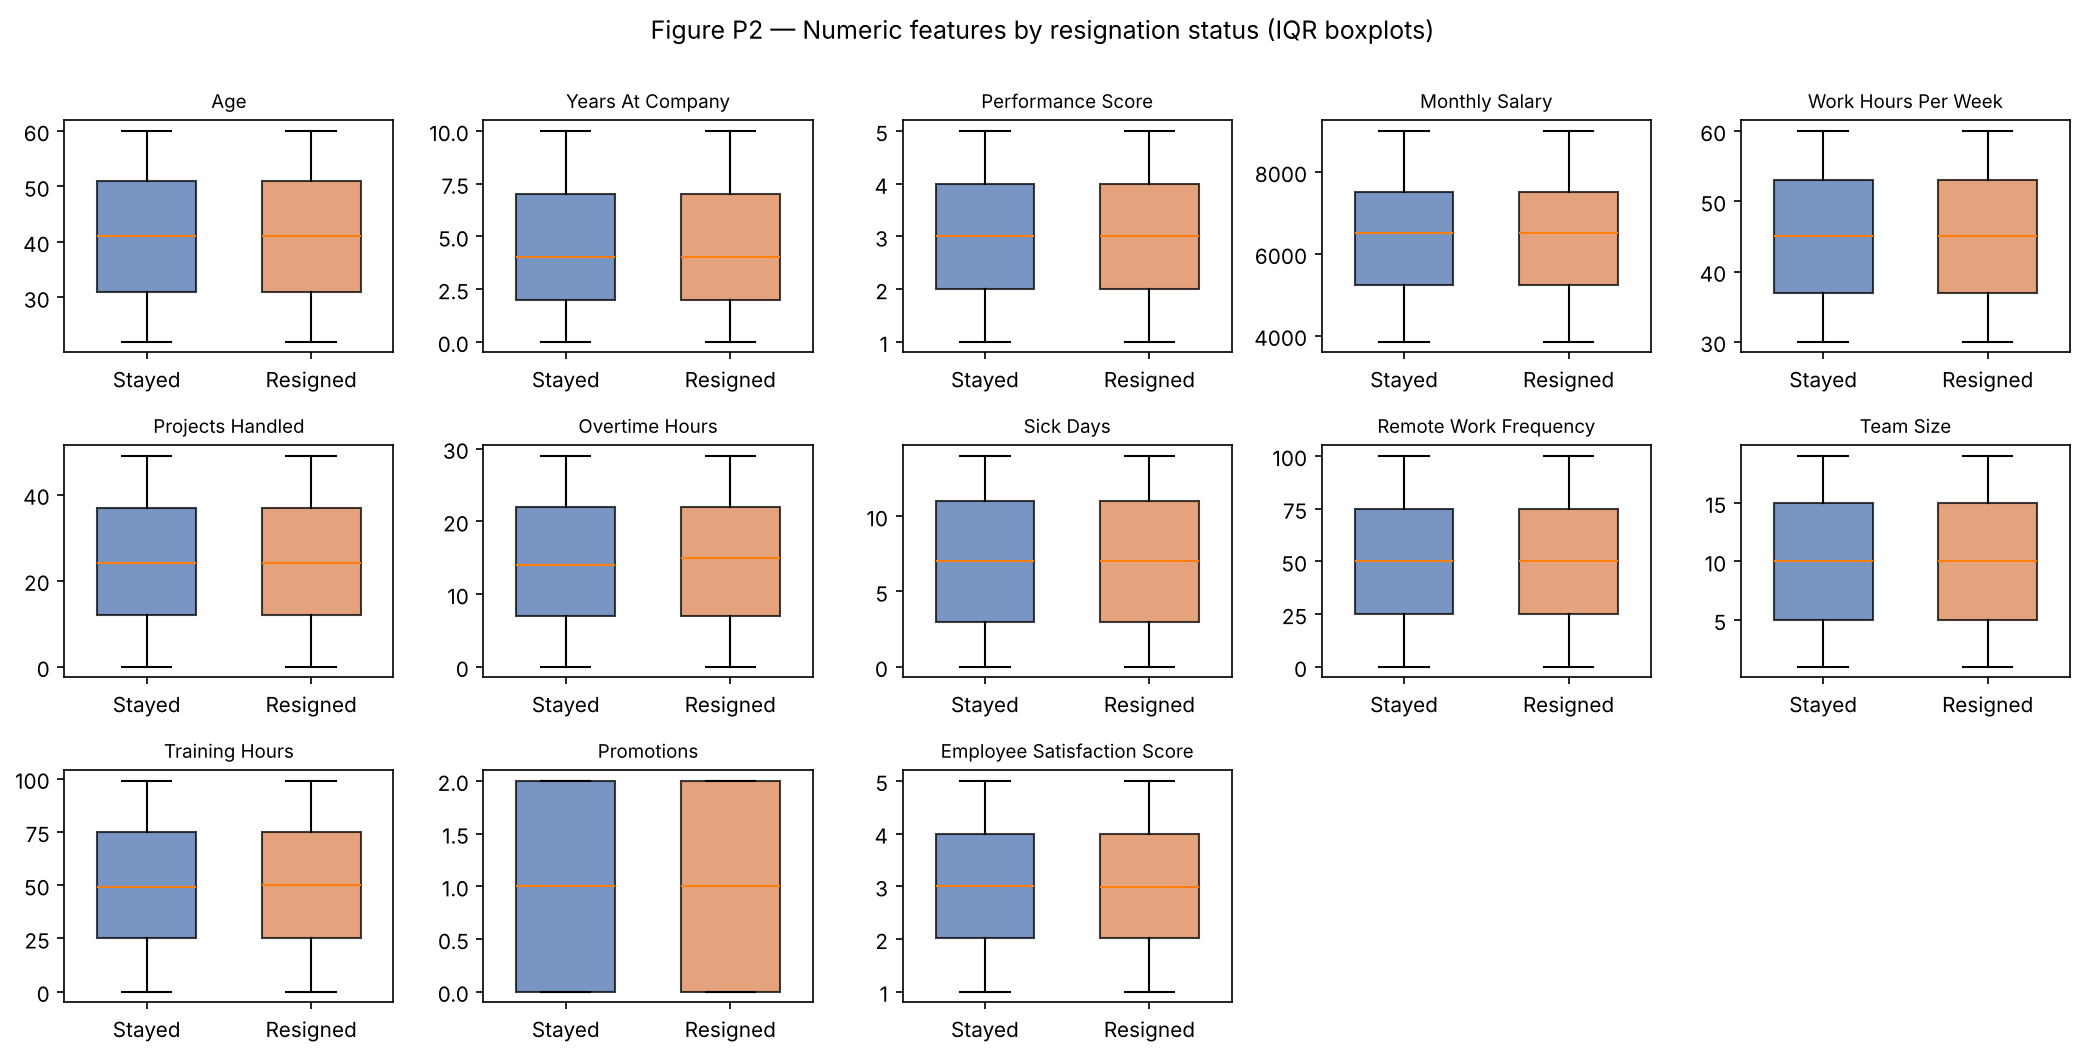 Figure P2 — Numeric features by resignation status (IQR boxplots)
Age
60
50
40
30
Stayed Resigned
Years At Company
10.0
7.5
5.0
2.5
0.0
Stayed Resigned
Performance Score
5
4
3
2
1
Stayed Resigned
Monthly Salary
8000
6000
4000
Stayed Resigned
Work Hours Per Week
60
50
40
30
Stayed Resigned
Projects Handled
40
20
0
Stayed Resigned
Overtime Hours
30
20
10
0
Stayed Resigned
Sick Days
10
5
0
Stayed Resigned
Remote Work Frequency
100
75
50
25
0
Stayed Resigned
Team Size
15
10
5
Stayed Resigned
Training Hours
100
75
50
25
0
Stayed Resigned
Promotions
2.0
1.5
1.0
0.5
0.0
Stayed Resigned
Employee Satisfaction Score
5
4
3
2
1
Stayed Resigned